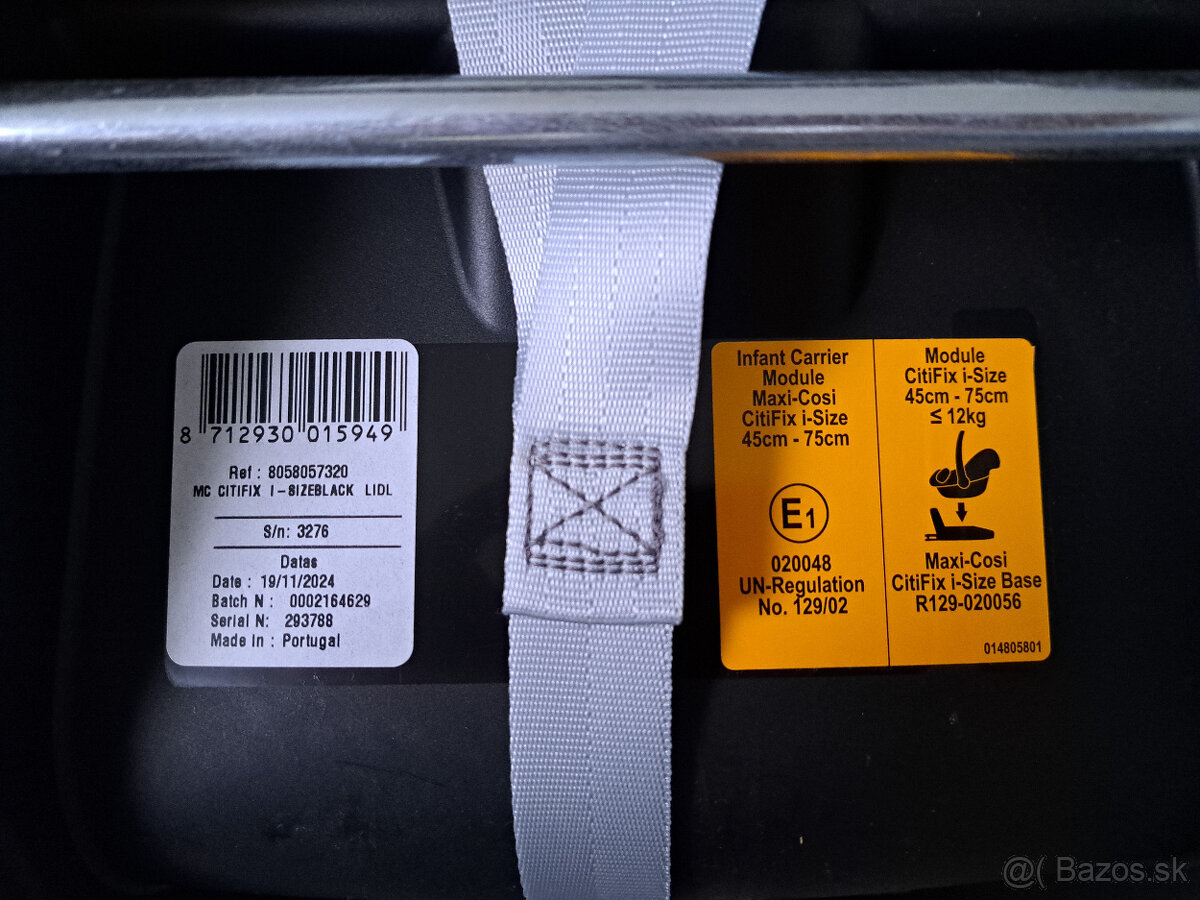 8 712930 015949
Ref : 8058057320
MC CITIFIX I-SIZEBLACK LIDL
S/n: 3276
Datas
Date : 19/11/2024
Batch N : 0002164629
Serial N: 293788
Made in : Portugal
Infant Carrier
Module
Maxi-Cosi
CitiFix i-Size
45cm - 75cm
E1
020048
UN-Regulation
No. 129/02
Module
CitiFix i-Size
45cm - 75cm
≤ 12kg
Maxi-Cosi
CitiFix i-Size Base
R129-020056
014805801
@( Bazos.sk